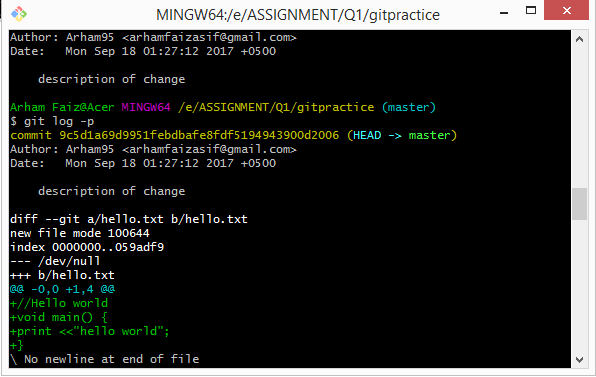 MINGW64:/e/ASSIGNMENT/Q1/gitpractice
Author: Arham95 <arhamfaizasif@gmail.com>
Date:   Mon Sep 18 01:27:12 2017 +0500

    description of change

Arham Faiz@Acer MINGW64 /e/ASSIGNMENT/Q1/gitpractice (master)
$ git log -p
commit 9c5d1a69d9951febdbafe8fdf5194943900d2006 (HEAD -> master)
Author: Arham95 <arhamfaizasif@gmail.com>
Date:   Mon Sep 18 01:27:12 2017 +0500

    description of change

diff --git a/hello.txt b/hello.txt
new file mode 100644
index 0000000..059adf9
--- /dev/null
+++ b/hello.txt
@@ -0,0 +1,4 @@
+//Hello world
+void main() {
+print <<"hello world";
+}
\ No newline at end of file